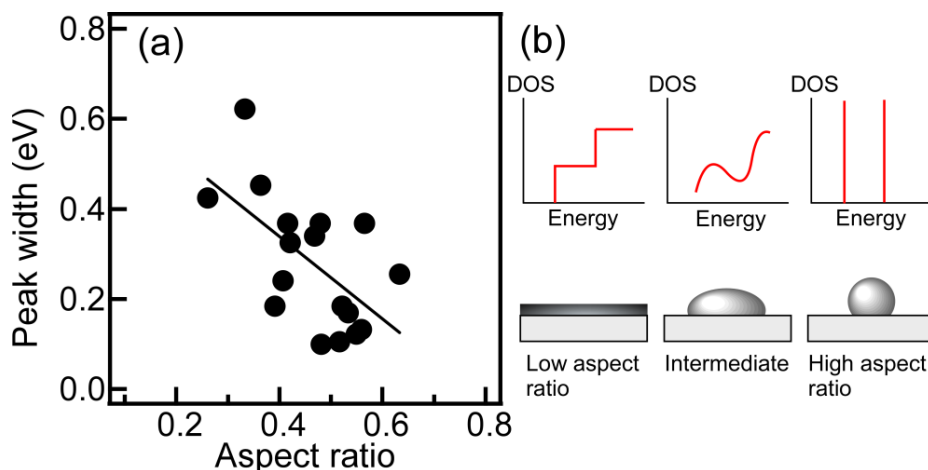 (a)
Peak width (eV)
0.8
0.6
0.4
0.2
0.0
0.2 0.4 0.6 0.8
Aspect ratio
(b)
DOS DOS DOS
Energy Energy Energy
Low aspect ratio
Intermediate
High aspect ratio